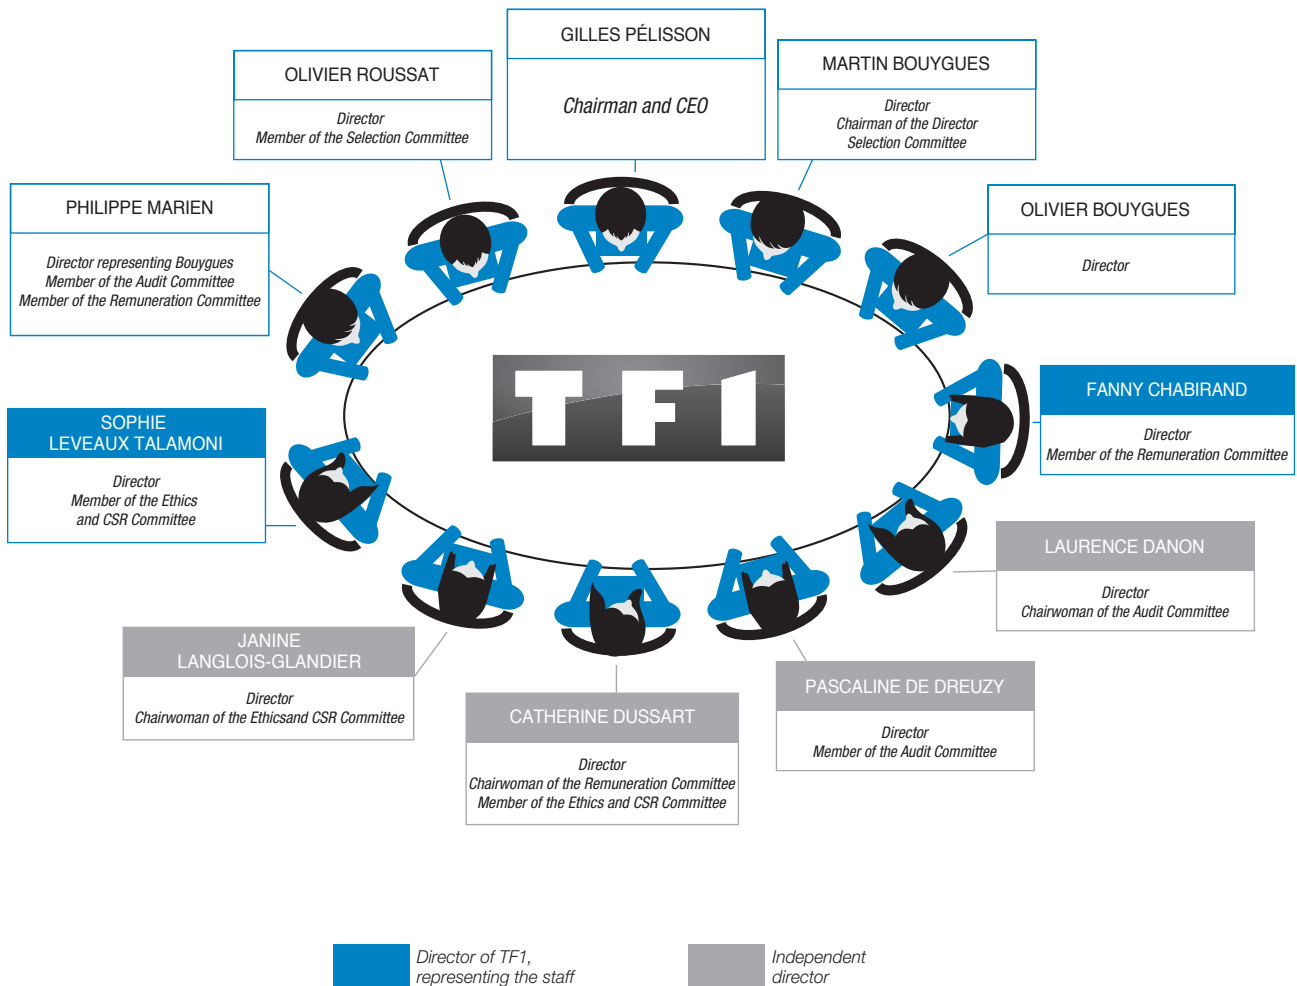 GILLES PÉLISSON
Chairman and CEO
OLIVIER ROUSSAT
Director
Member of the Selection Committee
MARTIN BOUYGUES
Director
Chairman of the Director
Selection Committee
PHILIPPE MARIEN
Director representing Bouygues
Member of the Audit Committee
Member of the Remuneration Committee
OLIVIER BOUYGUES
Director
TF1
FANNY CHABIRAND
Director
Member of the Remuneration Committee
SOPHIE
LEVEAUX TALAMONI
Director
Member of the Ethics
and CSR Committee
LAURENCE DANON
Director
Chairwoman of the Audit Committee
JANINE
LANGLOIS-GLANDIER
Director
Chairwoman of the Ethicsand CSR Committee
PASCALINE DE DREUZY
Director
Member of the Audit Committee
CATHERINE DUSSART
Director
Chairwoman of the Remuneration Committee
Member of the Ethics and CSR Committee
Director of TF1,
representing the staff
Independent
director